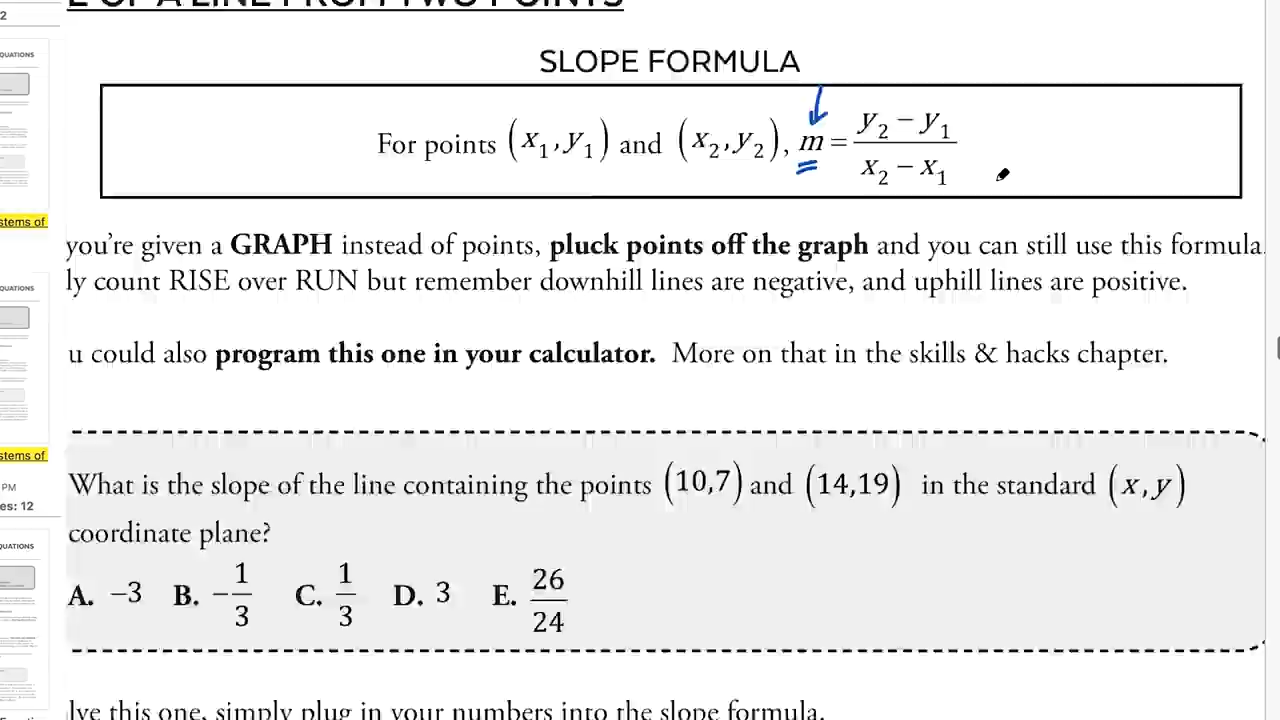 2
E OF A LINE FROM TWO POINTS
QUATIONS
SLOPE FORMULA
For points (x₁, y₁) and (x₂, y₂), m = (y₂ − y₁)/(x₂ − x₁)
stems of
you're given a GRAPH instead of points, pluck points off the graph and you can still use this formula.
ly count RISE over RUN but remember downhill lines are negative, and uphill lines are positive.
QUATIONS
u could also program this one in your calculator. More on that in the skills & hacks chapter.
stems of
PM
es: 12
What is the slope of the line containing the points (10,7) and (14,19) in the standard (x, y)
coordinate plane?
QUATIONS
A. −3 B. −1/3 C. 1/3 D. 3 E. 26/24
lve this one, simply plug in your numbers into the slope formula.